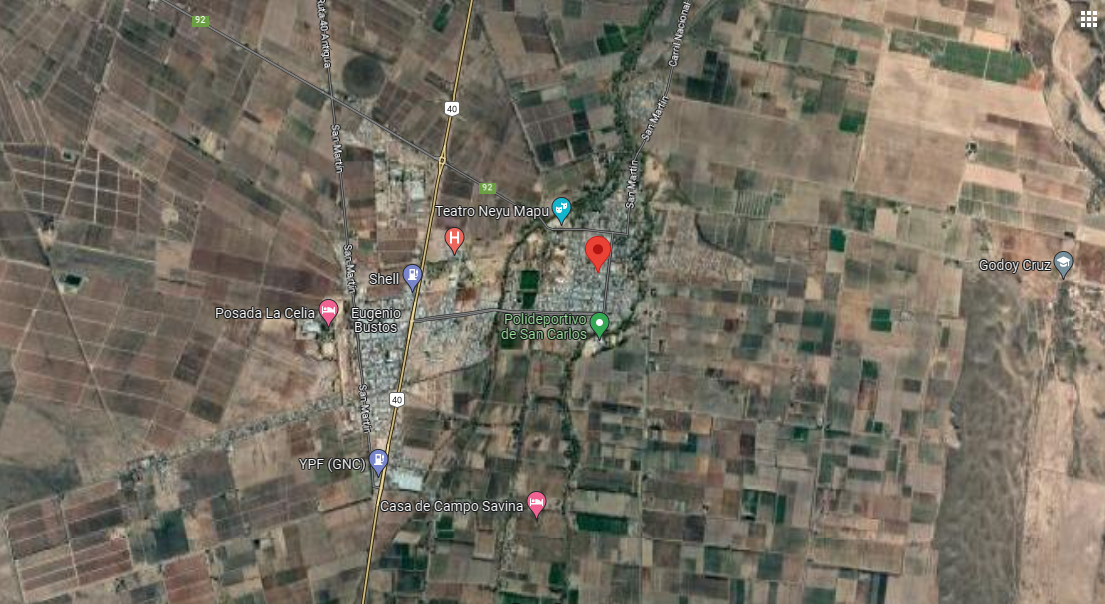 92
Ruta 40 Antigua
Carril Nacional
40
San Martín
San Martín
92
San Martín
Teatro Neyu Mapu
H
San Martín
Shell
Godoy Cruz
Posada La Celia
Eugenio
Bustos
Polideportivo
de San Carlos
San Martín
40
YPF (GNC)
Casa de Campo Savina